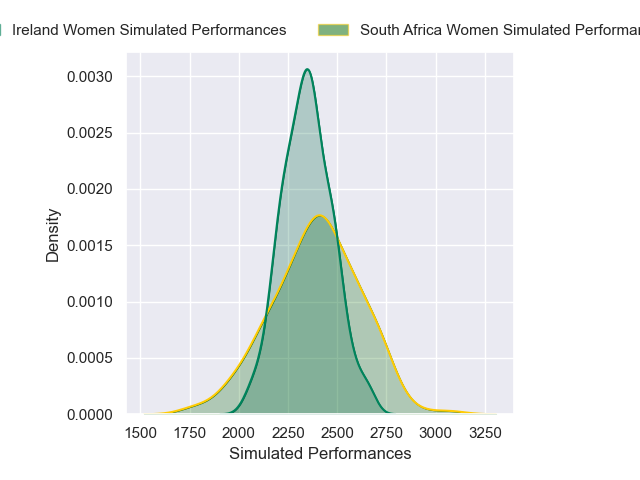 Ireland Women Simulated Performances
South Africa Women Simulated
0.0030
0.0025
0.0020
0.0015
0.0010
0.0005
0.0000
Density
1500 1750 2000 2250 2500 2750 3000 3250
Simulated Performances